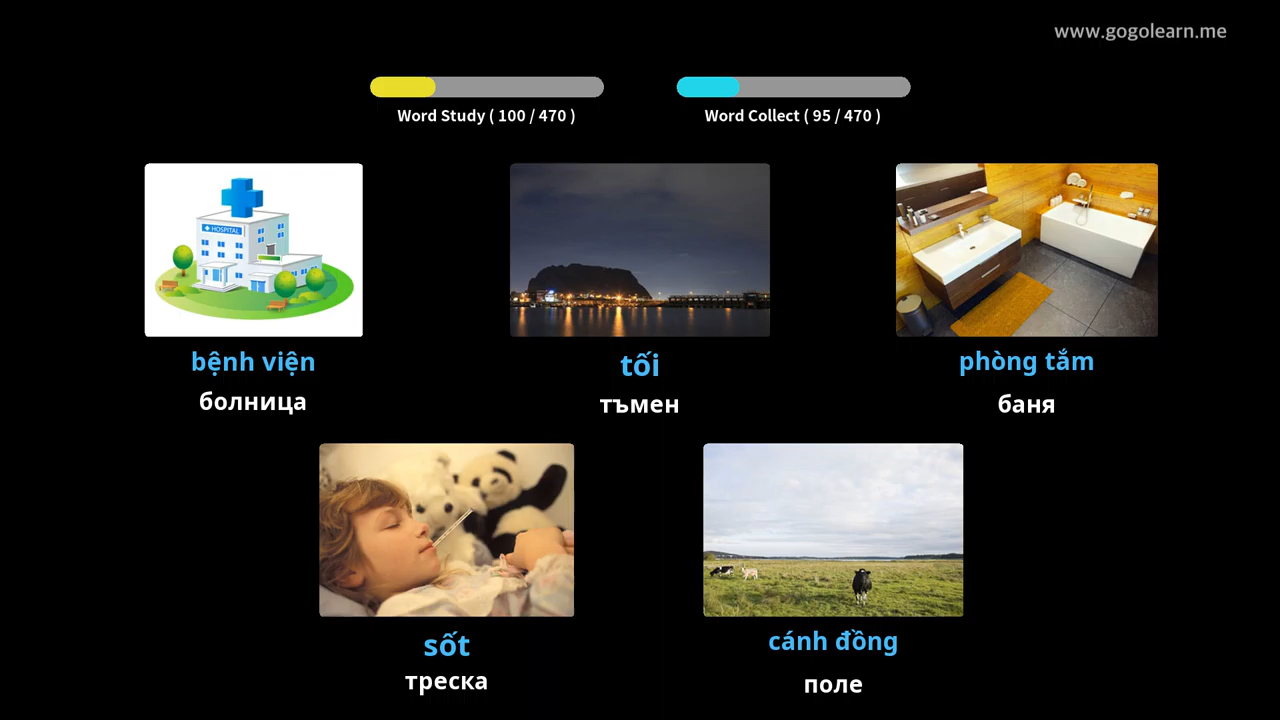 www.gogolearn.me
Word Study ( 100 / 470 )
Word Collect ( 95 / 470 )
HOSPITAL
bệnh viện
болница
tối
тъмен
phòng tắm
баня
sốt
треска
cánh đồng
поле